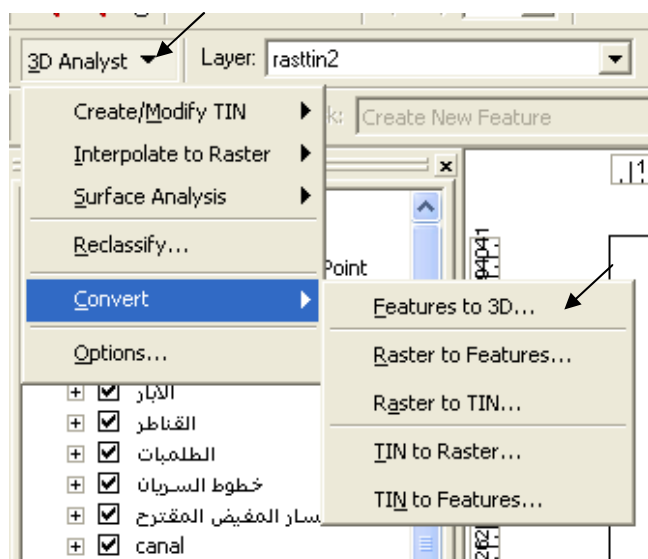 3D Analyst Layer: rasttin2
Create/Modify TIN
k: Create New Feature
Interpolate to Raster
Surface Analysis
Reclassify...
Point
Convert
Features to 3D...
Options...
Raster to Features...
الآبار
Raster to TIN...
القناطر
الطلمبات
TIN to Raster...
خطوط السريان
TIN to Features...
سار المفيض المقترح
canal